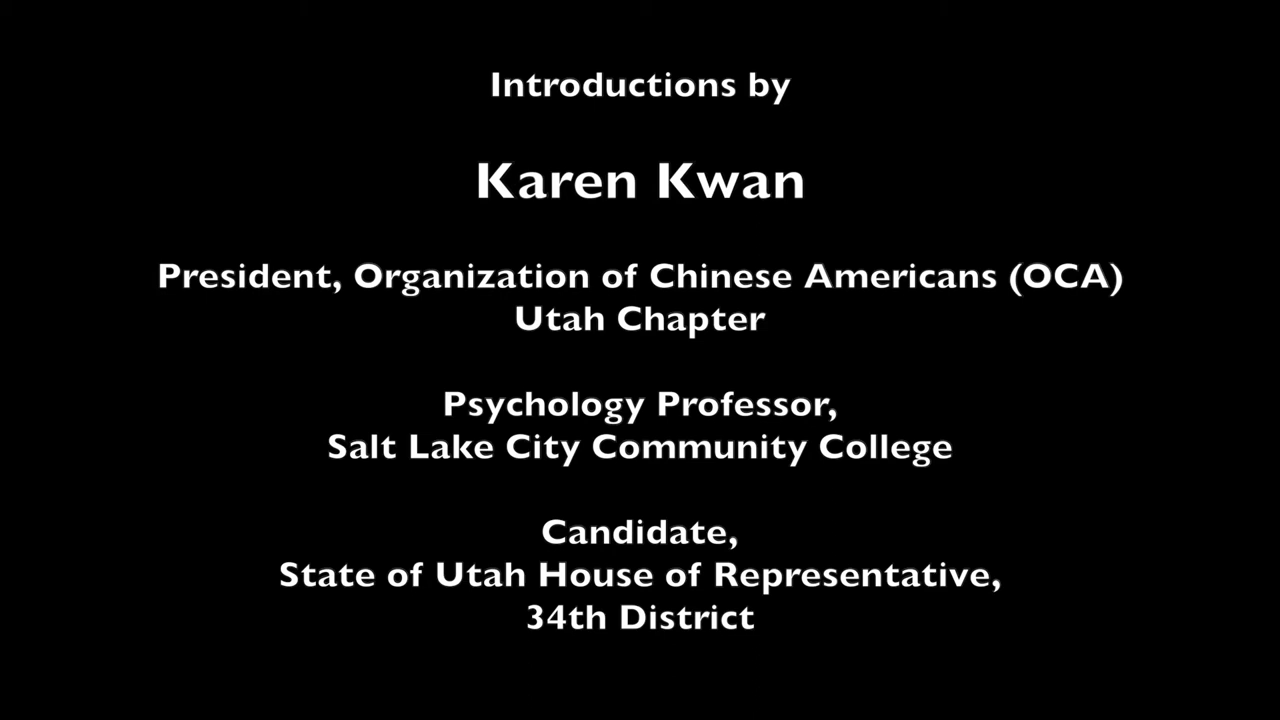 Introductions by
Karen Kwan
President, Organization of Chinese Americans (OCA)
Utah Chapter
Psychology Professor,
Salt Lake City Community College
Candidate,
State of Utah House of Representative,
34th District